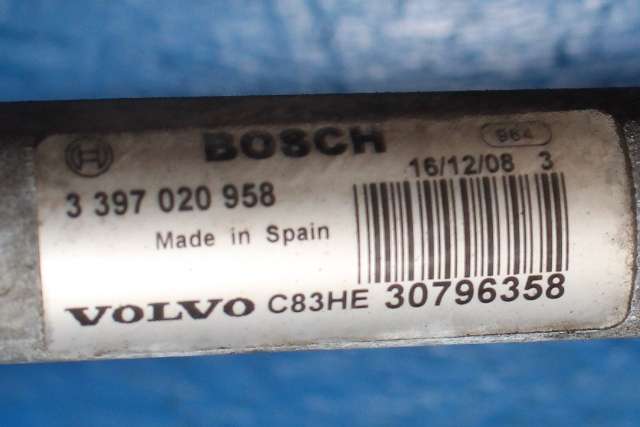 BOSCH 964
16/12/08 3
3 397 020 958
Made in Spain
VOLVO C83HE 30796358